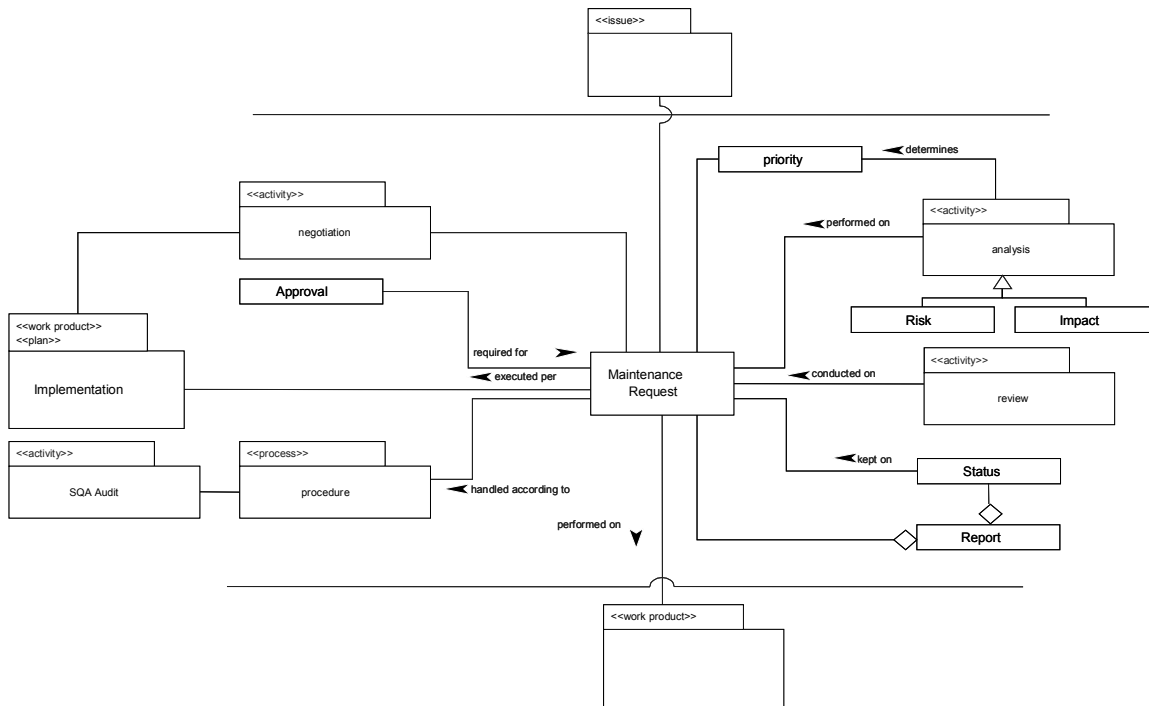 <<issue>>
priority
determines
<<activity>>
negotiation
<<activity>>
analysis
performed on
Approval
Risk
Impact
<<work product>>
<<plan>>
Implementation
required for
executed per
Maintenance
Request
conducted on
<<activity>>
review
<<activity>>
SQA Audit
<<process>>
procedure
handled according to
kept on
Status
Report
performed on
<<work product>>